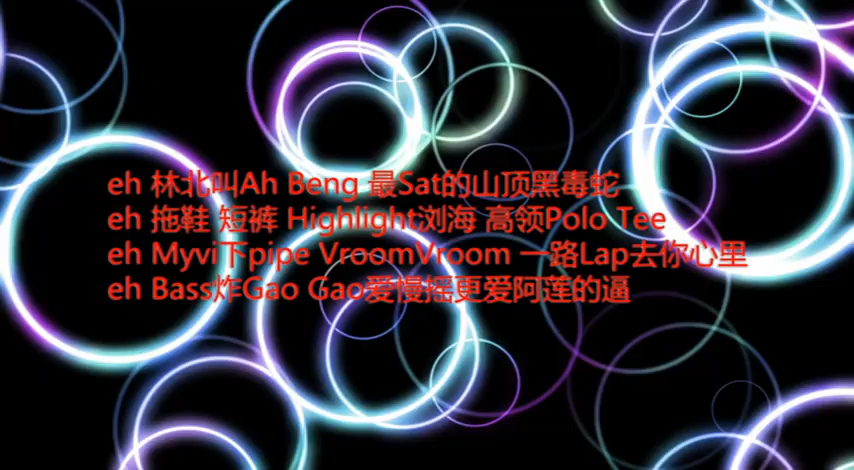 eh 林北叫Ah Beng 最Sat的山顶黑毒蛇
eh 拖鞋 短裤 Highlight浏海 高领Polo Tee
eh Myvi下pipe VroomVroom 一路Lap去你心里
eh Bass炸Gao Gao爱慢摇更爱阿莲的逼